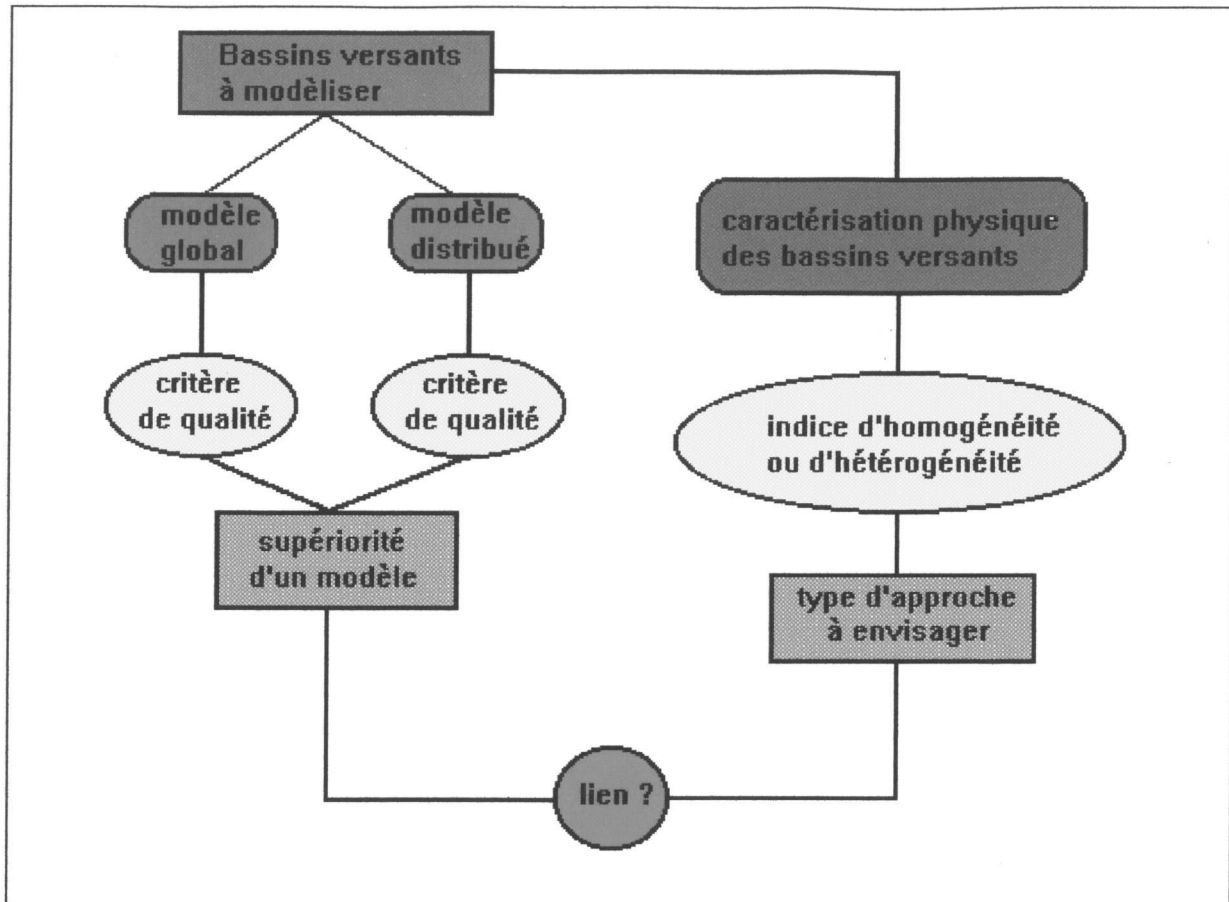 Bassins versants
à modèliser
modèle
global
modèle
distribué
caractérisation physique
des bassins versants
critère
de qualité
critère
de qualité
indice d'homogénéité
ou d'hétérogénéité
supériorité
d'un modèle
type d'approche
à envisager
lien ?